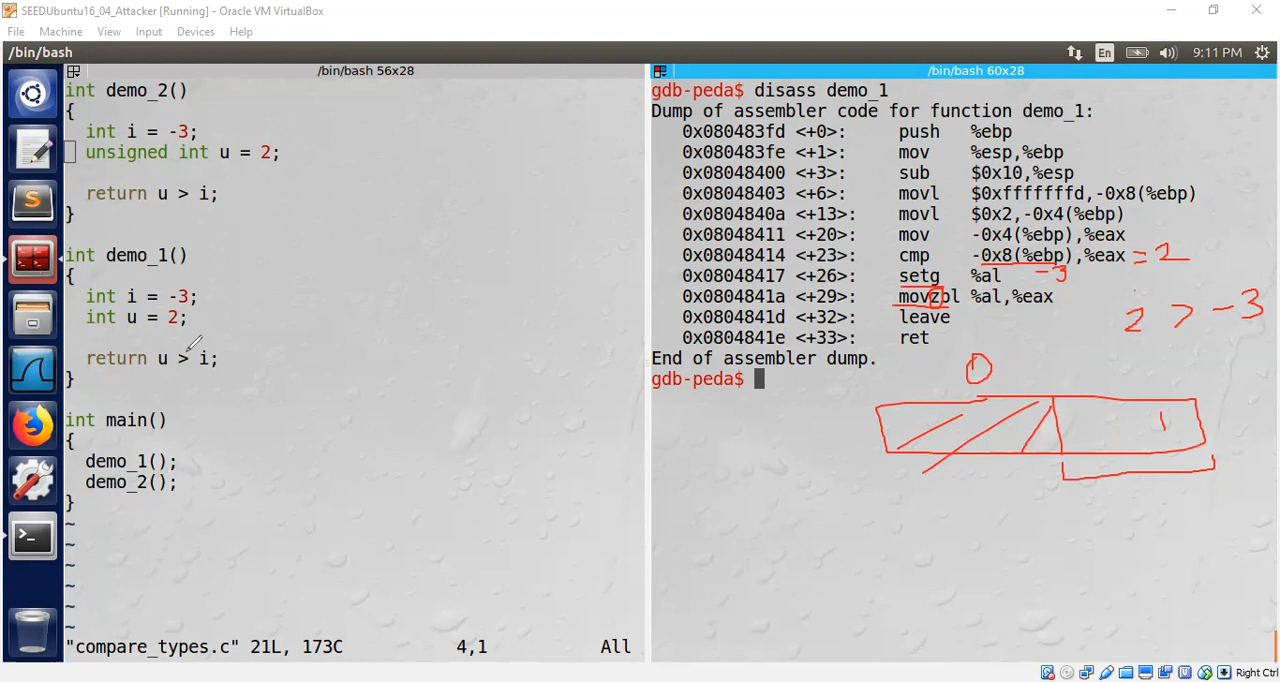 SEEDUbuntu16_04_Attacker [Running] - Oracle VM VirtualBox
File Machine View Input Devices Help
/bin/bash
En 9:11 PM
/bin/bash 56x28
int demo_2()
{
int i = -3;
unsigned int u = 2;
return u > i;
}
int demo_1()
{
int i = -3;
int u = 2;
return u > i;
}
int main()
{
demo_1();
demo_2();
}
~
~
~
~
~
~
"compare_types.c" 21L, 173C 4,1 All
/bin/bash 60x28
gdb-peda$ disass demo_1
Dump of assembler code for function demo_1:
0x080483fd <+0>: push %ebp
0x080483fe <+1>: mov %esp,%ebp
0x08048400 <+3>: sub $0x10,%esp
0x08048403 <+6>: movl $0xfffffffd,-0x8(%ebp)
0x0804840a <+13>: movl $0x2,-0x4(%ebp)
0x08048411 <+20>: mov -0x4(%ebp),%eax
0x08048414 <+23>: cmp -0x8(%ebp),%eax = 2
0x08048417 <+26>: setg %al -3
0x0804841a <+29>: movzbl %al,%eax
2 > -3
0x0804841d <+32>: leave
0x0804841e <+33>: ret
End of assembler dump.
gdb-peda$
0
1
Right Ctrl